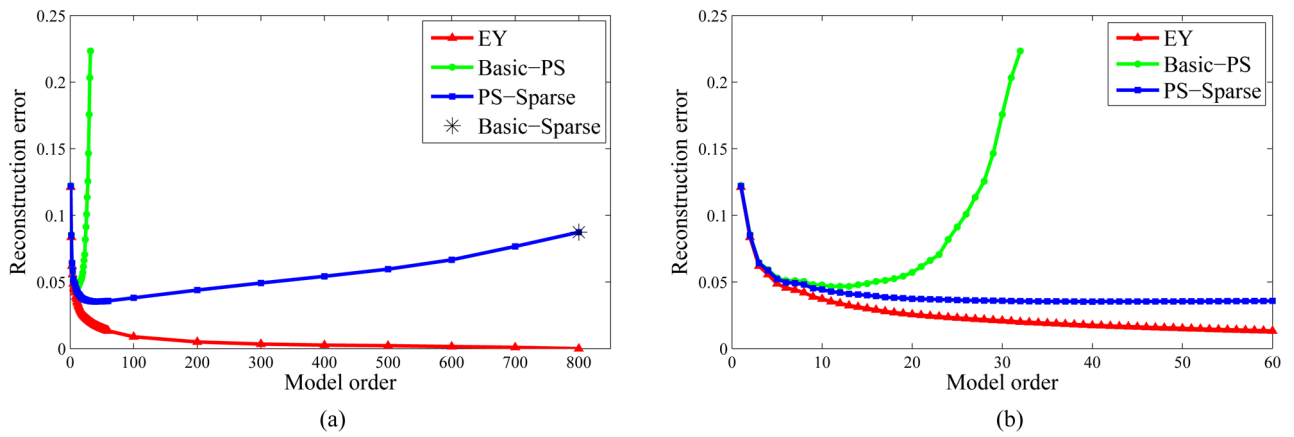 0.25
0.2
0.15
0.1
0.05
0
Reconstruction error
EY
Basic−PS
PS−Sparse
Basic−Sparse
0 100 200 300 400 500 600 700 800
Model order
(a)
0.25
0.2
0.15
0.1
0.05
0
Reconstruction error
EY
Basic−PS
PS−Sparse
0 10 20 30 40 50 60
Model order
(b)